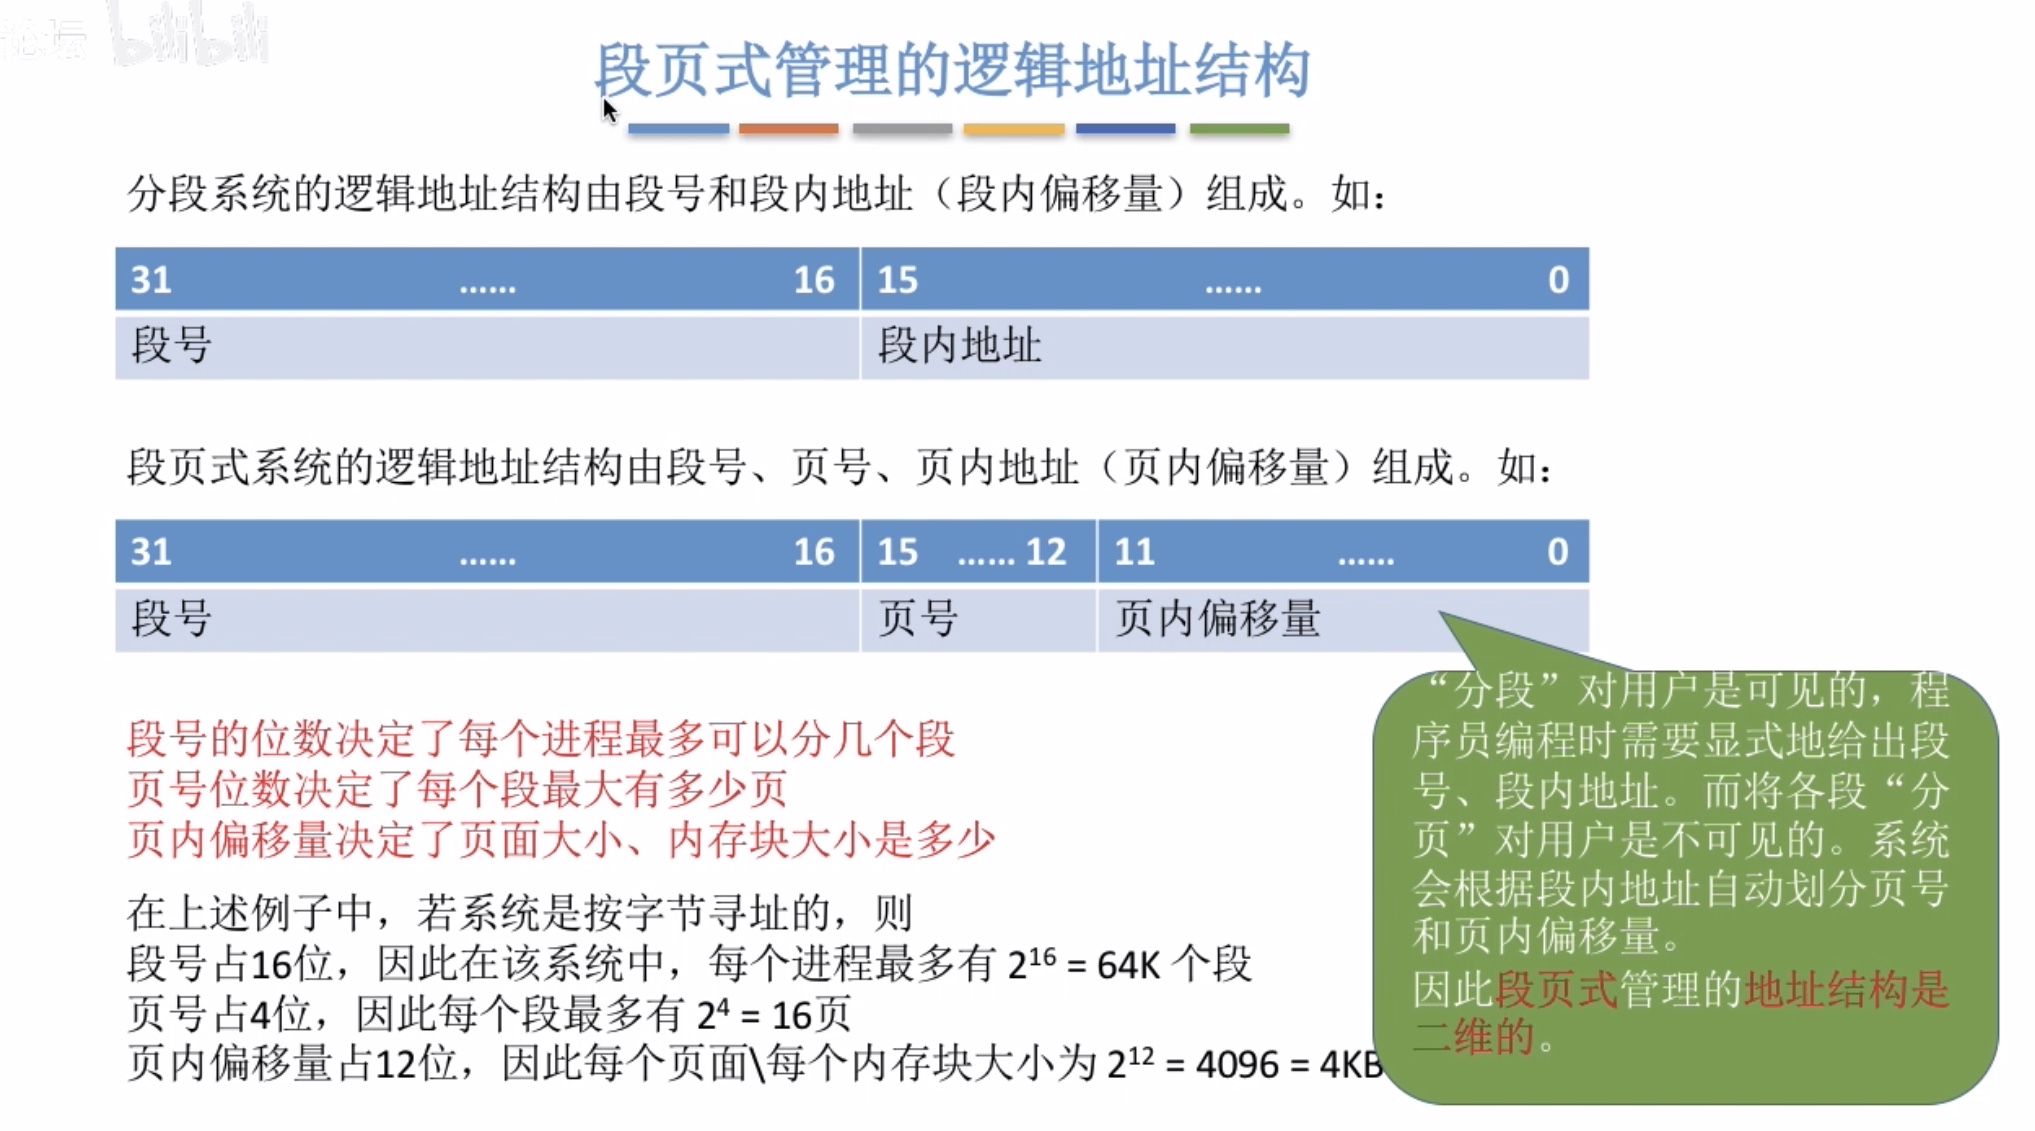 论坛 bilibili
段页式管理的逻辑地址结构
分段系统的逻辑地址结构由段号和段内地址（段内偏移量）组成。如：
31 …… 16 15 …… 0
段号 段内地址
段页式系统的逻辑地址结构由段号、页号、页内地址（页内偏移量）组成。如：
31 …… 16 15 …… 12 11 …… 0
段号 页号 页内偏移量
段号的位数决定了每个进程最多可以分几个段
页号位数决定了每个段最大有多少页
页内偏移量决定了页面大小、内存块大小是多少
在上述例子中，若系统是按字节寻址的，则
段号占16位，因此在该系统中，每个进程最多有 2¹⁶ = 64K 个段
页号占4位，因此每个段最多有 2⁴ = 16页
页内偏移量占12位，因此每个页面\每个内存块大小为 2¹² = 4096 = 4KB
“分段”对用户是可见的，程
序员编程时需要显式地给出段
号、段内地址。而将各段“分
页”对用户是不可见的。系统
会根据段内地址自动划分页号
和页内偏移量。
因此段页式管理的地址结构是
二维的。